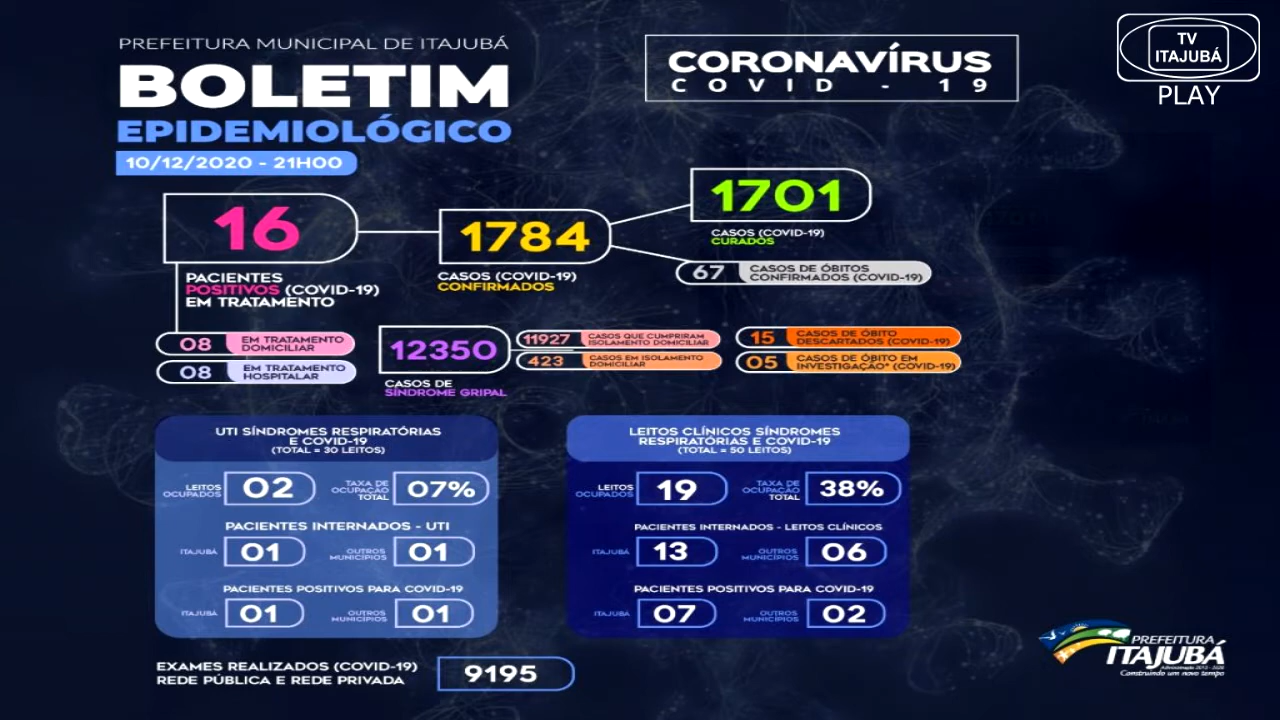 PREFEITURA MUNICIPAL DE ITAJUBÁ
BOLETIM
EPIDEMIOLÓGICO
10/12/2020 - 21H00
CORONAVÍRUS
COVID - 19
TV
ITAJUBÁ
PLAY
16
PACIENTES
POSITIVOS (COVID-19)
EM TRATAMENTO
1784
CASOS (COVID-19)
CONFIRMADOS
1701
CASOS (COVID-19)
CURADOS
67
CASOS DE ÓBITOS
CONFIRMADOS (COVID-19)
08
EM TRATAMENTO
DOMICILIAR
08
EM TRATAMENTO
HOSPITALAR
12350
CASOS DE
SÍNDROME GRIPAL
11927
CASOS QUE CUMPRIRAM
ISOLAMENTO DOMICILIAR
423
CASOS EM ISOLAMENTO
DOMICILIAR
15
CASOS DE ÓBITO
DESCARTADOS (COVID-19)
05
CASOS DE ÓBITO EM
INVESTIGAÇÃO* (COVID-19)
UTI SÍNDROMES RESPIRATÓRIAS
E COVID-19
(TOTAL = 30 LEITOS)
LEITOS
OCUPADOS
02
TAXA DE
OCUPAÇÃO
TOTAL
07%
PACIENTES INTERNADOS - UTI
ITAJUBÁ
01
OUTROS
MUNICÍPIOS
01
PACIENTES POSITIVOS PARA COVID-19
ITAJUBÁ
01
OUTROS
MUNICÍPIOS
01
LEITOS CLÍNICOS SÍNDROMES
RESPIRATÓRIAS E COVID-19
(TOTAL = 50 LEITOS)
LEITOS
OCUPADOS
19
TAXA DE
OCUPAÇÃO
TOTAL
38%
PACIENTES INTERNADOS - LEITOS CLÍNICOS
ITAJUBÁ
13
OUTROS
MUNICÍPIOS
06
PACIENTES POSITIVOS PARA COVID-19
ITAJUBÁ
07
OUTROS
MUNICÍPIOS
02
EXAMES REALIZADOS (COVID-19)
REDE PÚBLICA E REDE PRIVADA
9195
PREFEITURA
ITAJUBÁ
Construindo um novo tempo